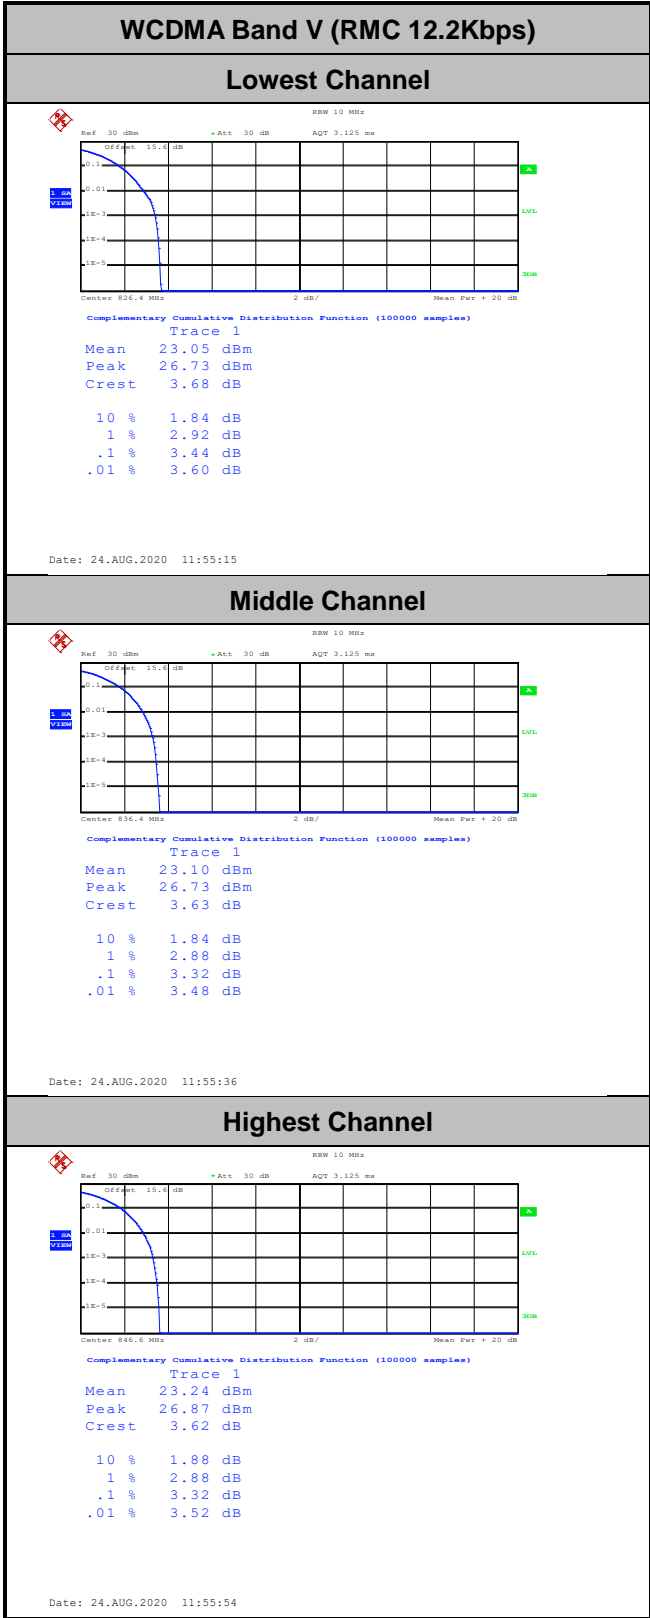 WCDMA Band V (RMC 12.2Kbps)
Lowest Channel
RBW 10 MHz
Ref 30 dBm *Att 30 dB AQT 3.125 ms
Offset 15.6 dB
0.1
A
0.01
1 SA
VIEW
1E-3
LVL
1E-4
1E-5
3DB
Center 826.4 MHz 2 dB/ Mean Pwr + 20 dB
Complementary Cumulative Distribution Function (100000 samples)
Trace 1
Mean 23.05 dBm
Peak 26.73 dBm
Crest 3.68 dB
10 % 1.84 dB
1 % 2.92 dB
.1 % 3.44 dB
.01 % 3.60 dB
Date: 24.AUG.2020 11:55:15
Middle Channel
RBW 10 MHz
Ref 30 dBm *Att 30 dB AQT 3.125 ms
Offset 15.6 dB
0.1
A
0.01
1 SA
VIEW
1E-3
LVL
1E-4
1E-5
3DB
Center 836.4 MHz 2 dB/ Mean Pwr + 20 dB
Complementary Cumulative Distribution Function (100000 samples)
Trace 1
Mean 23.10 dBm
Peak 26.73 dBm
Crest 3.63 dB
10 % 1.84 dB
1 % 2.88 dB
.1 % 3.32 dB
.01 % 3.48 dB
Date: 24.AUG.2020 11:55:36
Highest Channel
RBW 10 MHz
Ref 30 dBm *Att 30 dB AQT 3.125 ms
Offset 15.6 dB
0.1
A
0.01
1 SA
VIEW
1E-3
LVL
1E-4
1E-5
3DB
Center 846.6 MHz 2 dB/ Mean Pwr + 20 dB
Complementary Cumulative Distribution Function (100000 samples)
Trace 1
Mean 23.24 dBm
Peak 26.87 dBm
Crest 3.62 dB
10 % 1.88 dB
1 % 2.88 dB
.1 % 3.32 dB
.01 % 3.52 dB
Date: 24.AUG.2020 11:55:54